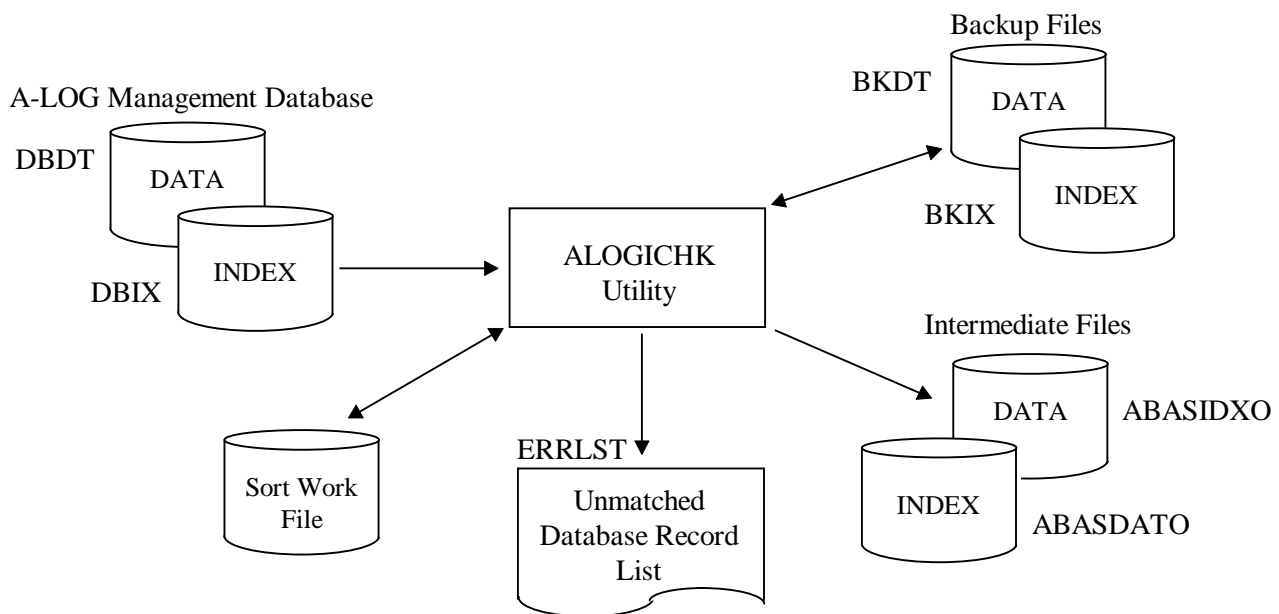 Backup Files
BKDT
DATA
INDEX
BKIX
A-LOG Management Database
DBDT
DATA
INDEX
DBIX
ALOGICHK
Utility
Intermediate Files
DATA
ABASIDXO
INDEX
ABASDATO
Sort Work
File
ERRLST
Unmatched
Database Record
List